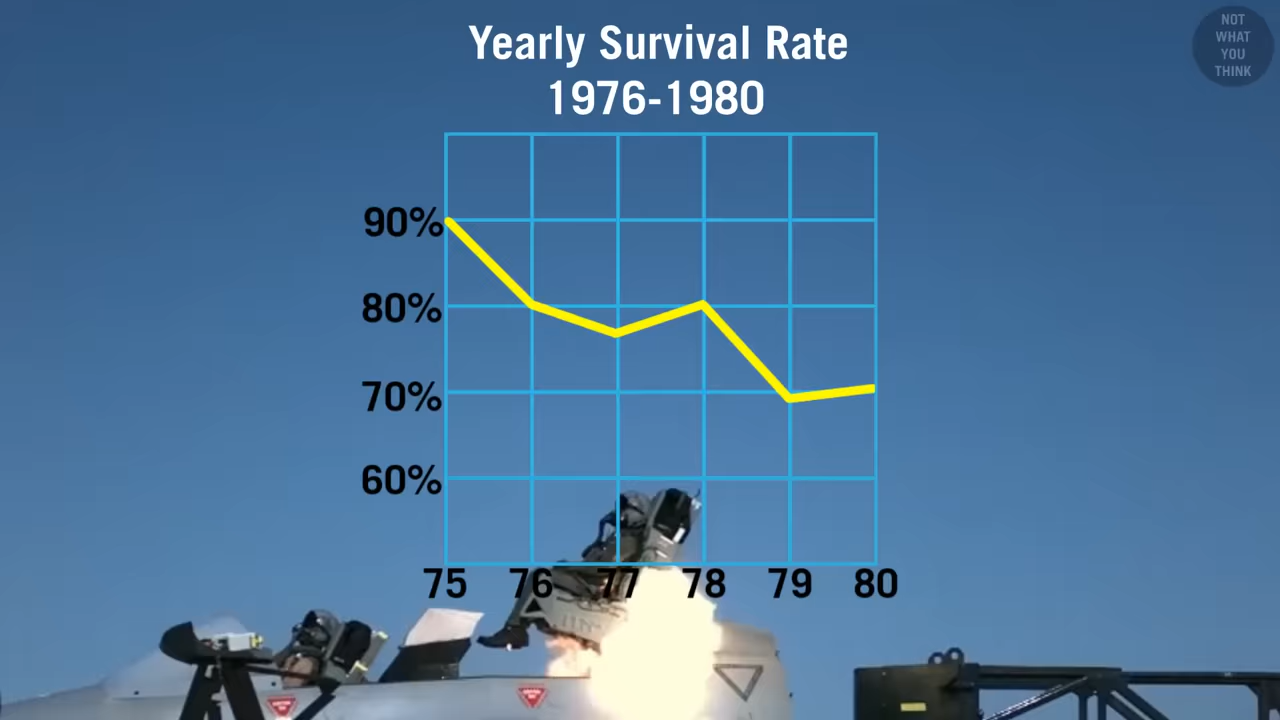 Yearly Survival Rate
1976-1980
NOT
WHAT
YOU
THINK
90%
80%
70%
60%
75 76 77 78 79 80